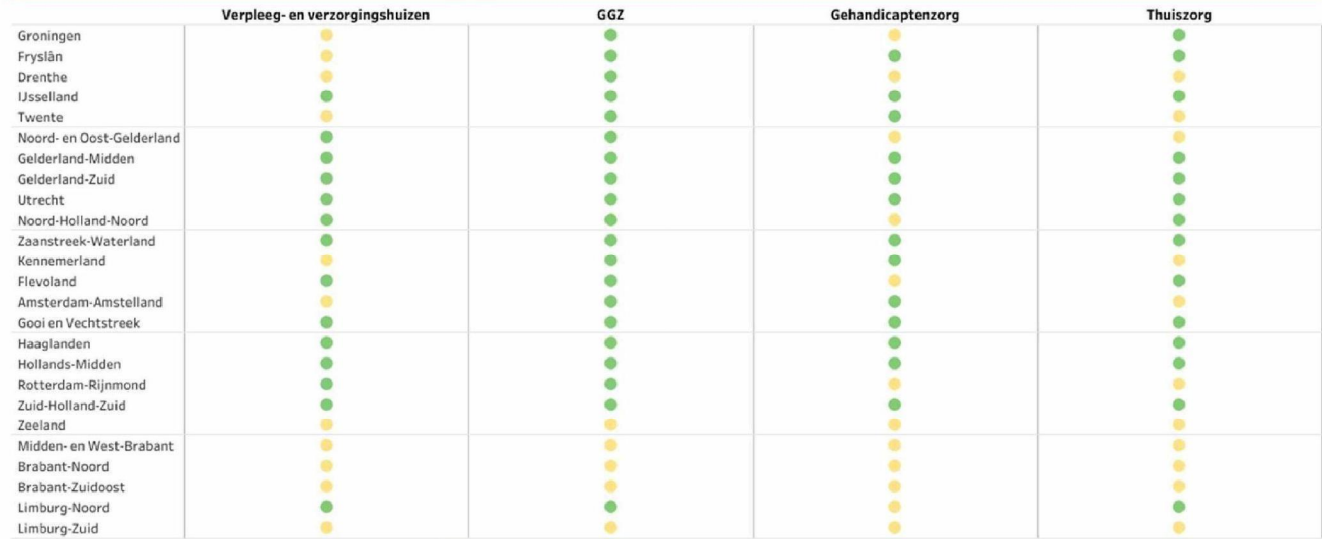 Verpleeg- en verzorgingshuizen GGZ Gehandicaptenzorg Thuiszorg
Groningen
Fryslân
Drenthe
IJsselland
Twente
Noord- en Oost-Gelderland
Gelderland-Midden
Gelderland-Zuid
Utrecht
Noord-Holland-Noord
Zaanstreek-Waterland
Kennemerland
Flevoland
Amsterdam-Amstelland
Gooi en Vechtstreek
Haaglanden
Hollands-Midden
Rotterdam-Rijnmond
Zuid-Holland-Zuid
Zeeland
Midden- en West-Brabant
Brabant-Noord
Brabant-Zuidoost
Limburg-Noord
Limburg-Zuid